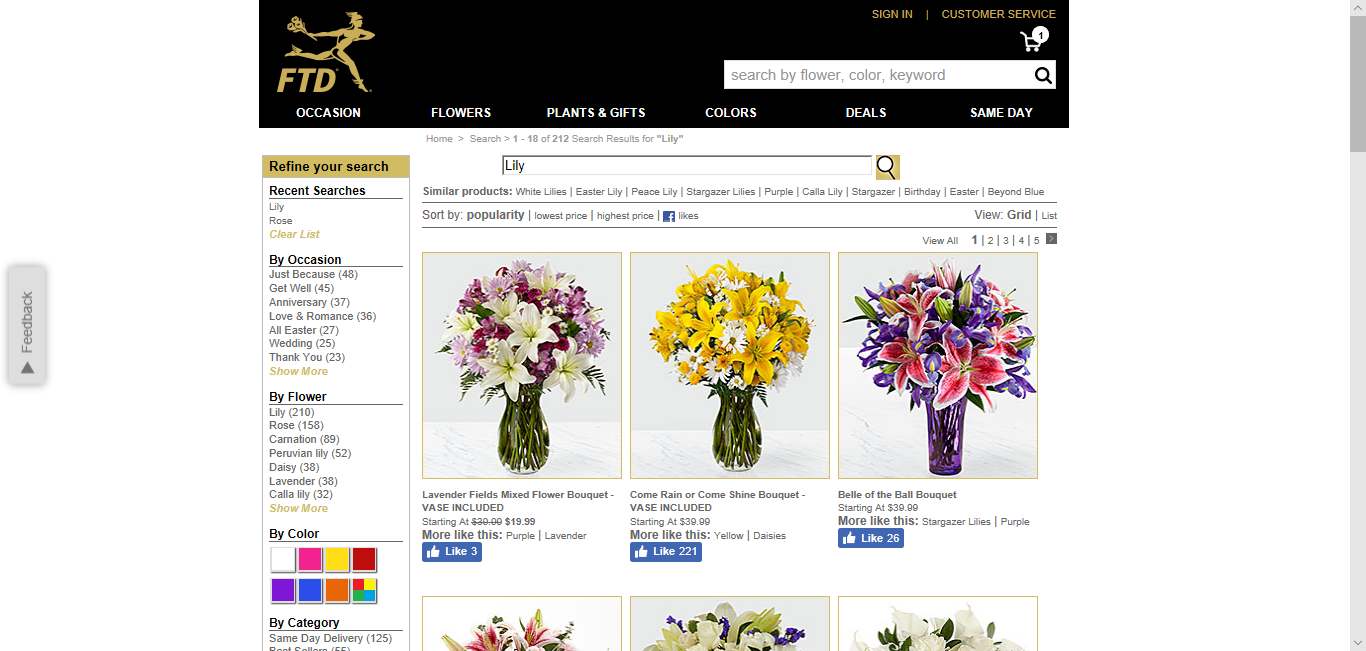 SIGN IN | CUSTOMER SERVICE
1
FTD
search by flower, color, keyword
OCCASION FLOWERS PLANTS & GIFTS COLORS DEALS SAME DAY
Home > Search > 1 - 18 of 212 Search Results for "Lily"
Feedback
Refine your search
Recent Searches
Lily
Rose
Clear List
By Occasion
Just Because (48)
Get Well (45)
Anniversary (37)
Love & Romance (36)
All Easter (27)
Wedding (25)
Thank You (23)
Show More
By Flower
Lily (210)
Rose (158)
Carnation (89)
Peruvian lily (52)
Daisy (38)
Lavender (38)
Calla lily (32)
Show More
By Color
By Category
Same Day Delivery (125)
Best Sellers (55)
Lily
Similar products: White Lilies | Easter Lily | Peace Lily | Stargazer Lilies | Purple | Calla Lily | Stargazer | Birthday | Easter | Beyond Blue
Sort by: popularity | lowest price | highest price | likes
View: Grid | List
View All 1 | 2 | 3 | 4 | 5
Lavender Fields Mixed Flower Bouquet -
VASE INCLUDED
Starting At $39.99 $19.99
More like this: Purple | Lavender
Like 3
Come Rain or Come Shine Bouquet -
VASE INCLUDED
Starting At $39.99
More like this: Yellow | Daisies
Like 221
Belle of the Ball Bouquet
Starting At $39.99
More like this: Stargazer Lilies | Purple
Like 26